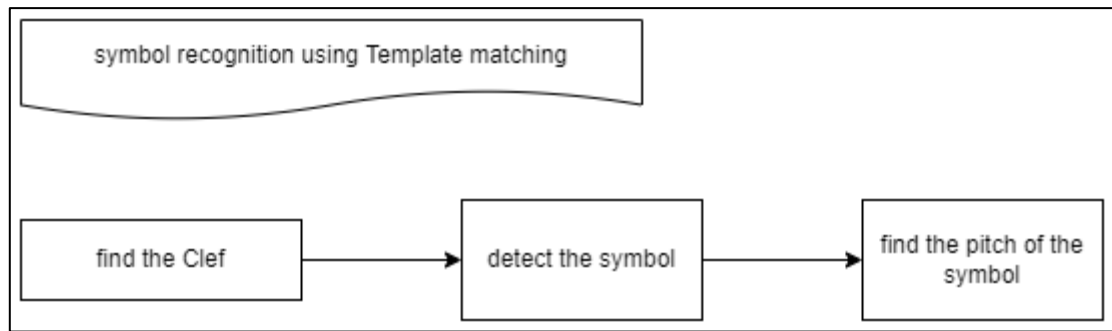 symbol recognition using Template matching
find the Clef
detect the symbol
find the pitch of the
symbol